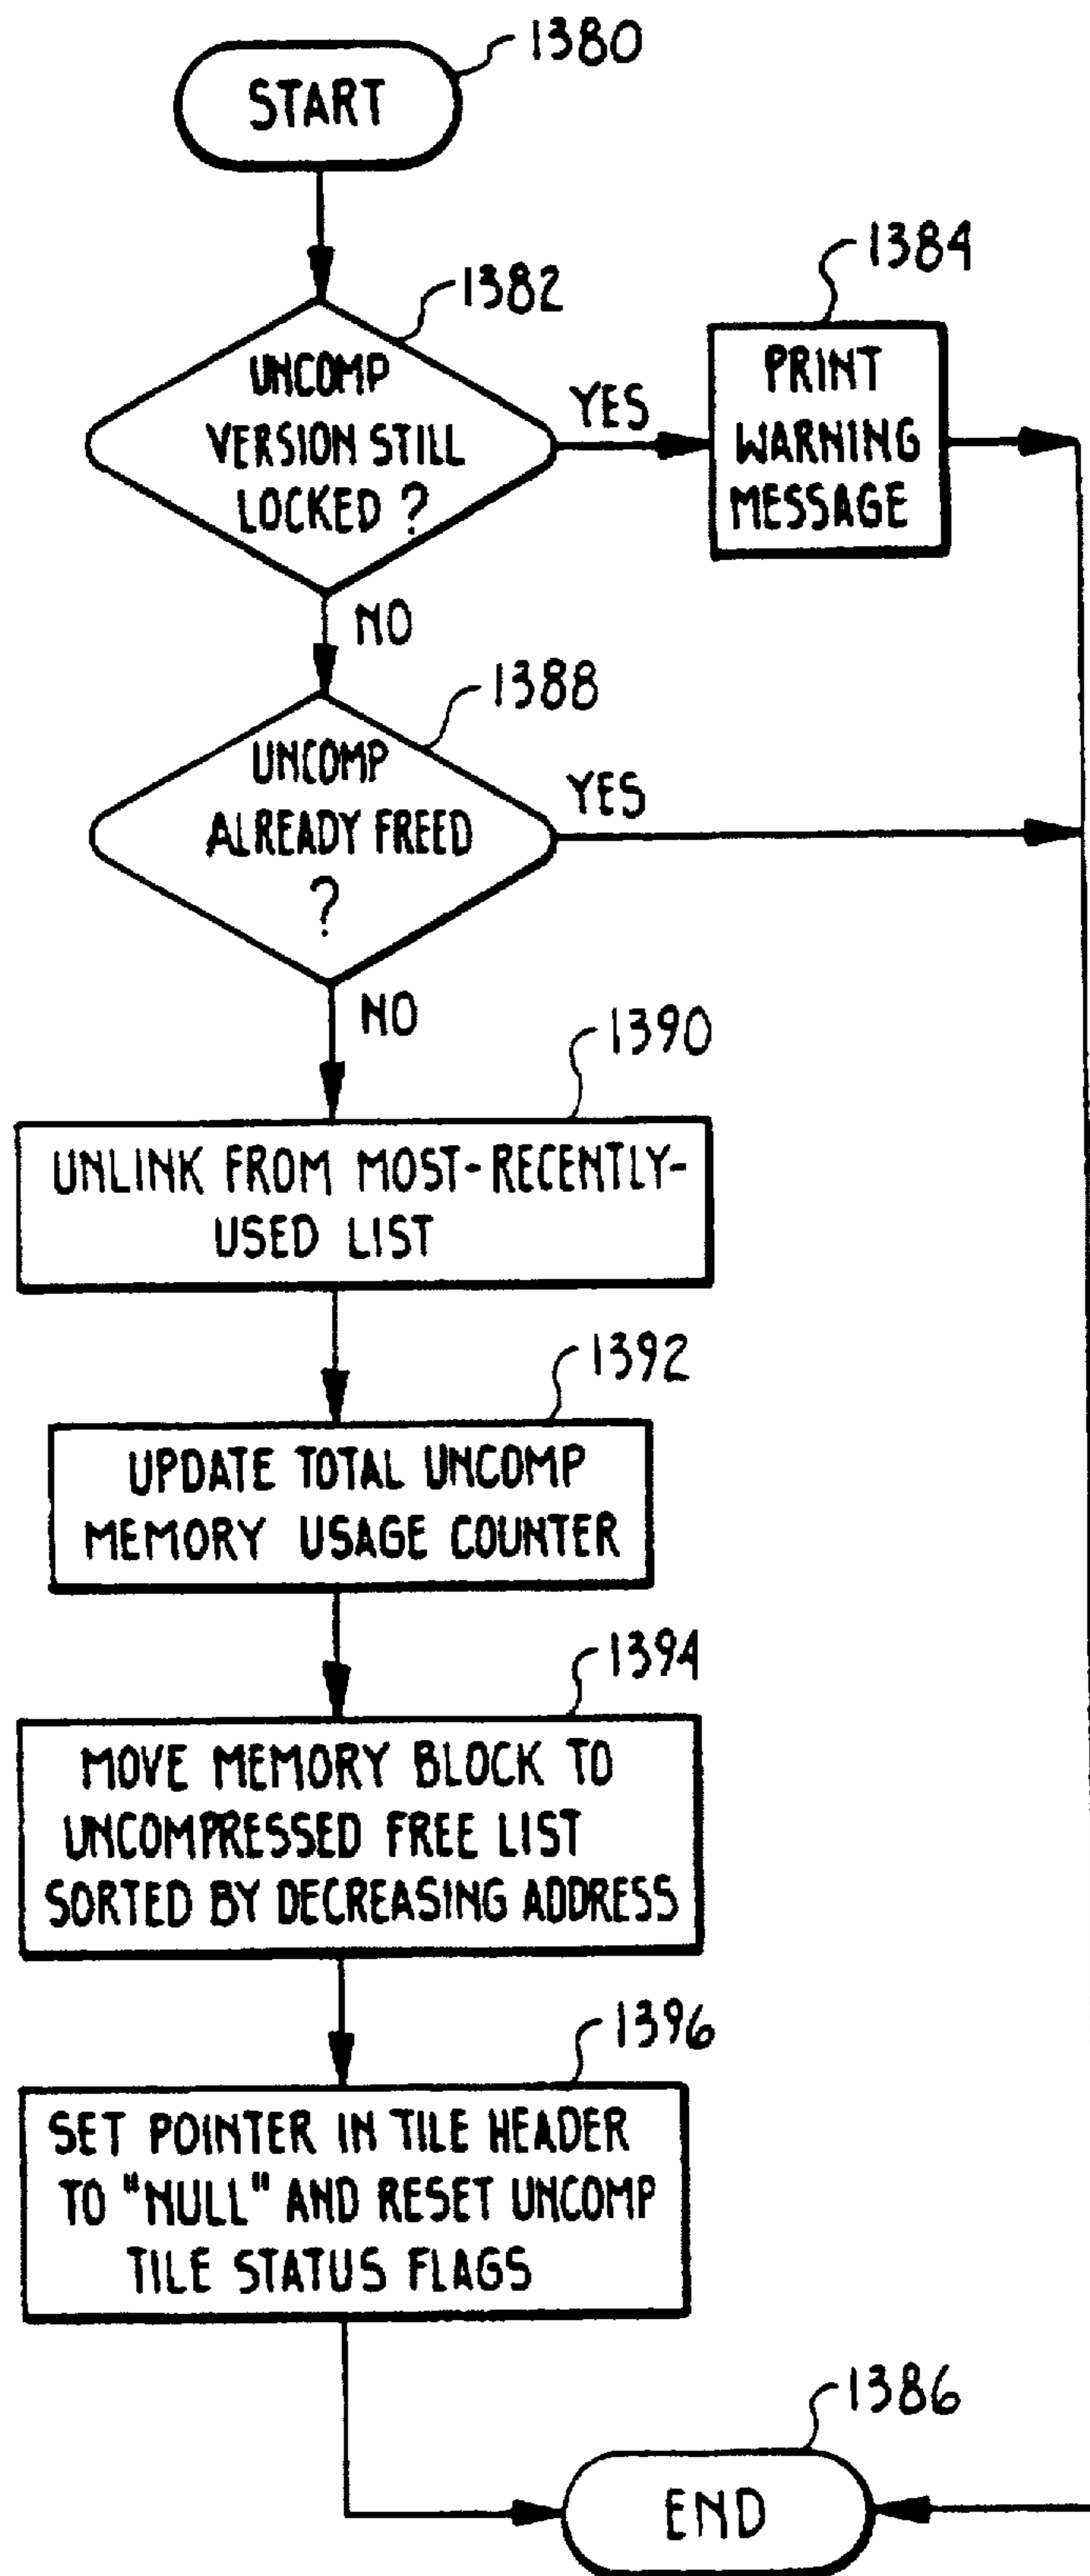 1380
START
1382
UNCOMP
VERSION STILL
LOCKED ?
YES
1384
PRINT
WARNING
MESSAGE
NO
1388
UNCOMP
ALREADY FREED
?
YES
NO
1390
UNLINK FROM MOST-RECENTLY-
USED LIST
1392
UPDATE TOTAL UNCOMP
MEMORY USAGE COUNTER
1394
MOVE MEMORY BLOCK TO
UNCOMPRESSED FREE LIST
SORTED BY DECREASING ADDRESS
1396
SET POINTER IN TILE HEADER
TO "NULL" AND RESET UNCOMP
TILE STATUS FLAGS
1386
END